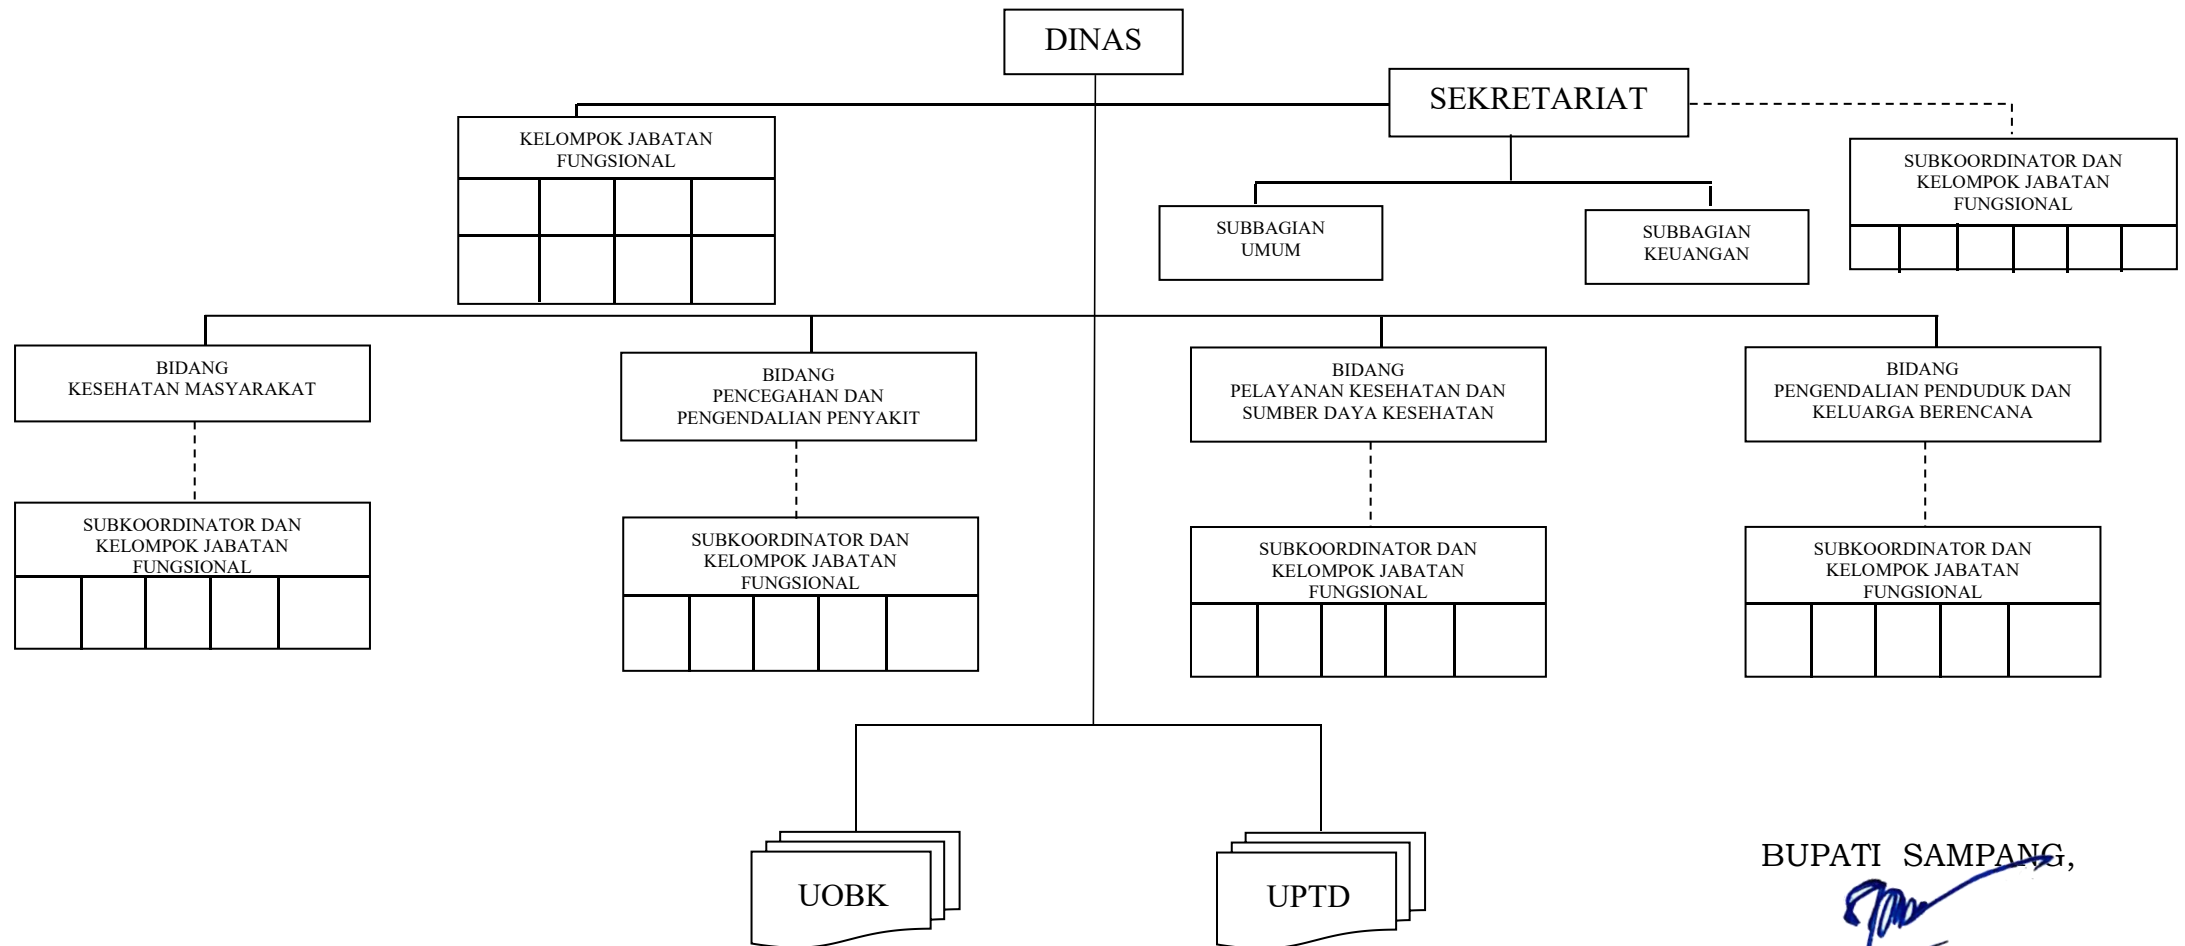 DINAS
SEKRETARIAT
KELOMPOK JABATAN
FUNGSIONAL
SUBKOORDINATOR DAN
KELOMPOK JABATAN
FUNGSIONAL
SUBBAGIAN
UMUM
SUBBAGIAN
KEUANGAN
BIDANG
KESEHATAN MASYARAKAT
BIDANG
PENCEGAHAN DAN
PENGENDALIAN PENYAKIT
BIDANG
PELAYANAN KESEHATAN DAN
SUMBER DAYA KESEHATAN
BIDANG
PENGENDALIAN PENDUDUK DAN
KELUARGA BERENCANA
SUBKOORDINATOR DAN
KELOMPOK JABATAN
FUNGSIONAL
SUBKOORDINATOR DAN
KELOMPOK JABATAN
FUNGSIONAL
SUBKOORDINATOR DAN
KELOMPOK JABATAN
FUNGSIONAL
SUBKOORDINATOR DAN
KELOMPOK JABATAN
FUNGSIONAL
UOBK
UPTD
BUPATI SAMPANG,